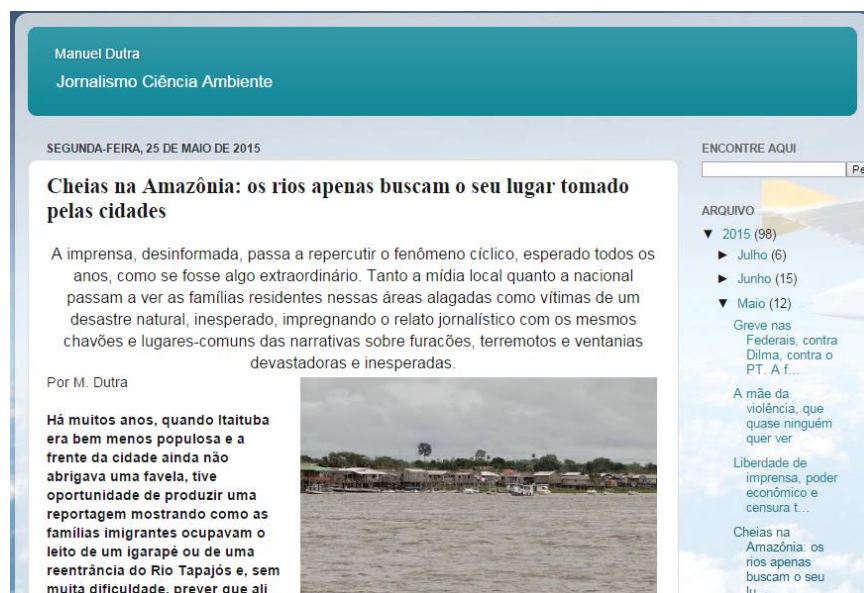 Manuel Dutra
Jornalismo Ciência Ambiente
SEGUNDA-FEIRA, 25 DE MAIO DE 2015
Cheias na Amazônia: os rios apenas buscam o seu lugar tomado
pelas cidades
A imprensa, desinformada, passa a repercutir o fenômeno cíclico, esperado todos os
anos, como se fosse algo extraordinário. Tanto a mídia local quanto a nacional
passam a ver as famílias residentes nessas áreas alagadas como vítimas de um
desastre natural, inesperado, impregnando o relato jornalístico com os mesmos
chavões e lugares-comuns das narrativas sobre furacões, terremotos e ventanias
devastadoras e inesperadas.
Por M. Dutra
Há muitos anos, quando Itaituba
era bem menos populosa e a
frente da cidade ainda não
abrigava uma favela, tive
oportunidade de produzir uma
reportagem mostrando como as
famílias imigrantes ocupavam o
leito de um igarapé ou de uma
reentrância do Rio Tapajós e, sem
muita dificuldade, prever que ali
ENCONTRE AQUI
Pe
ARQUIVO
▼ 2015 (98)
► Julho (6)
► Junho (15)
▼ Maio (12)
Greve nas
Federais, contra
Dilma, contra o
PT. A f...
A mãe da
violência, que
quase ninguém
quer ver
Liberdade de
imprensa, poder
econômico e
censura t...
Cheias na
Amazônia: os
rios apenas
buscam o seu
lu...